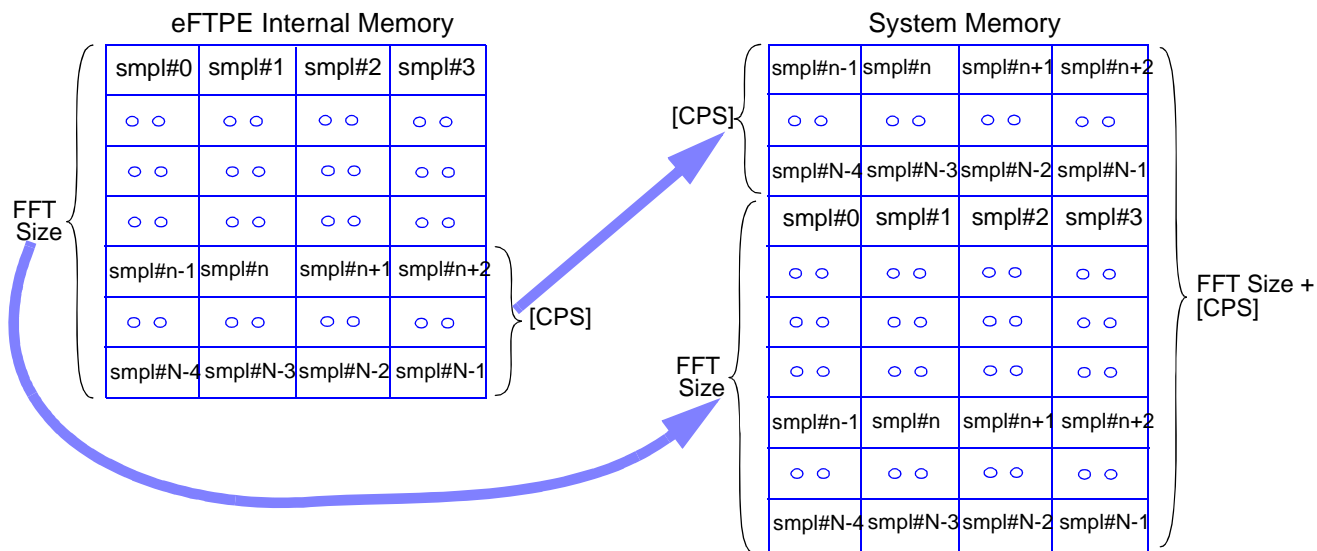 eFTPE Internal Memory
smpl#0 smpl#1 smpl#2 smpl#3
smpl#n-1 smpl#n smpl#n+1 smpl#n+2
smpl#N-4 smpl#N-3 smpl#N-2 smpl#N-1
FFT
Size
[CPS]
System Memory
smpl#n-1 smpl#n smpl#n+1 smpl#n+2
smpl#N-4 smpl#N-3 smpl#N-2 smpl#N-1
smpl#0 smpl#1 smpl#2 smpl#3
smpl#n-1 smpl#n smpl#n+1 smpl#n+2
smpl#N-4 smpl#N-3 smpl#N-2 smpl#N-1
[CPS]
FFT
Size
FFT Size +
[CPS]